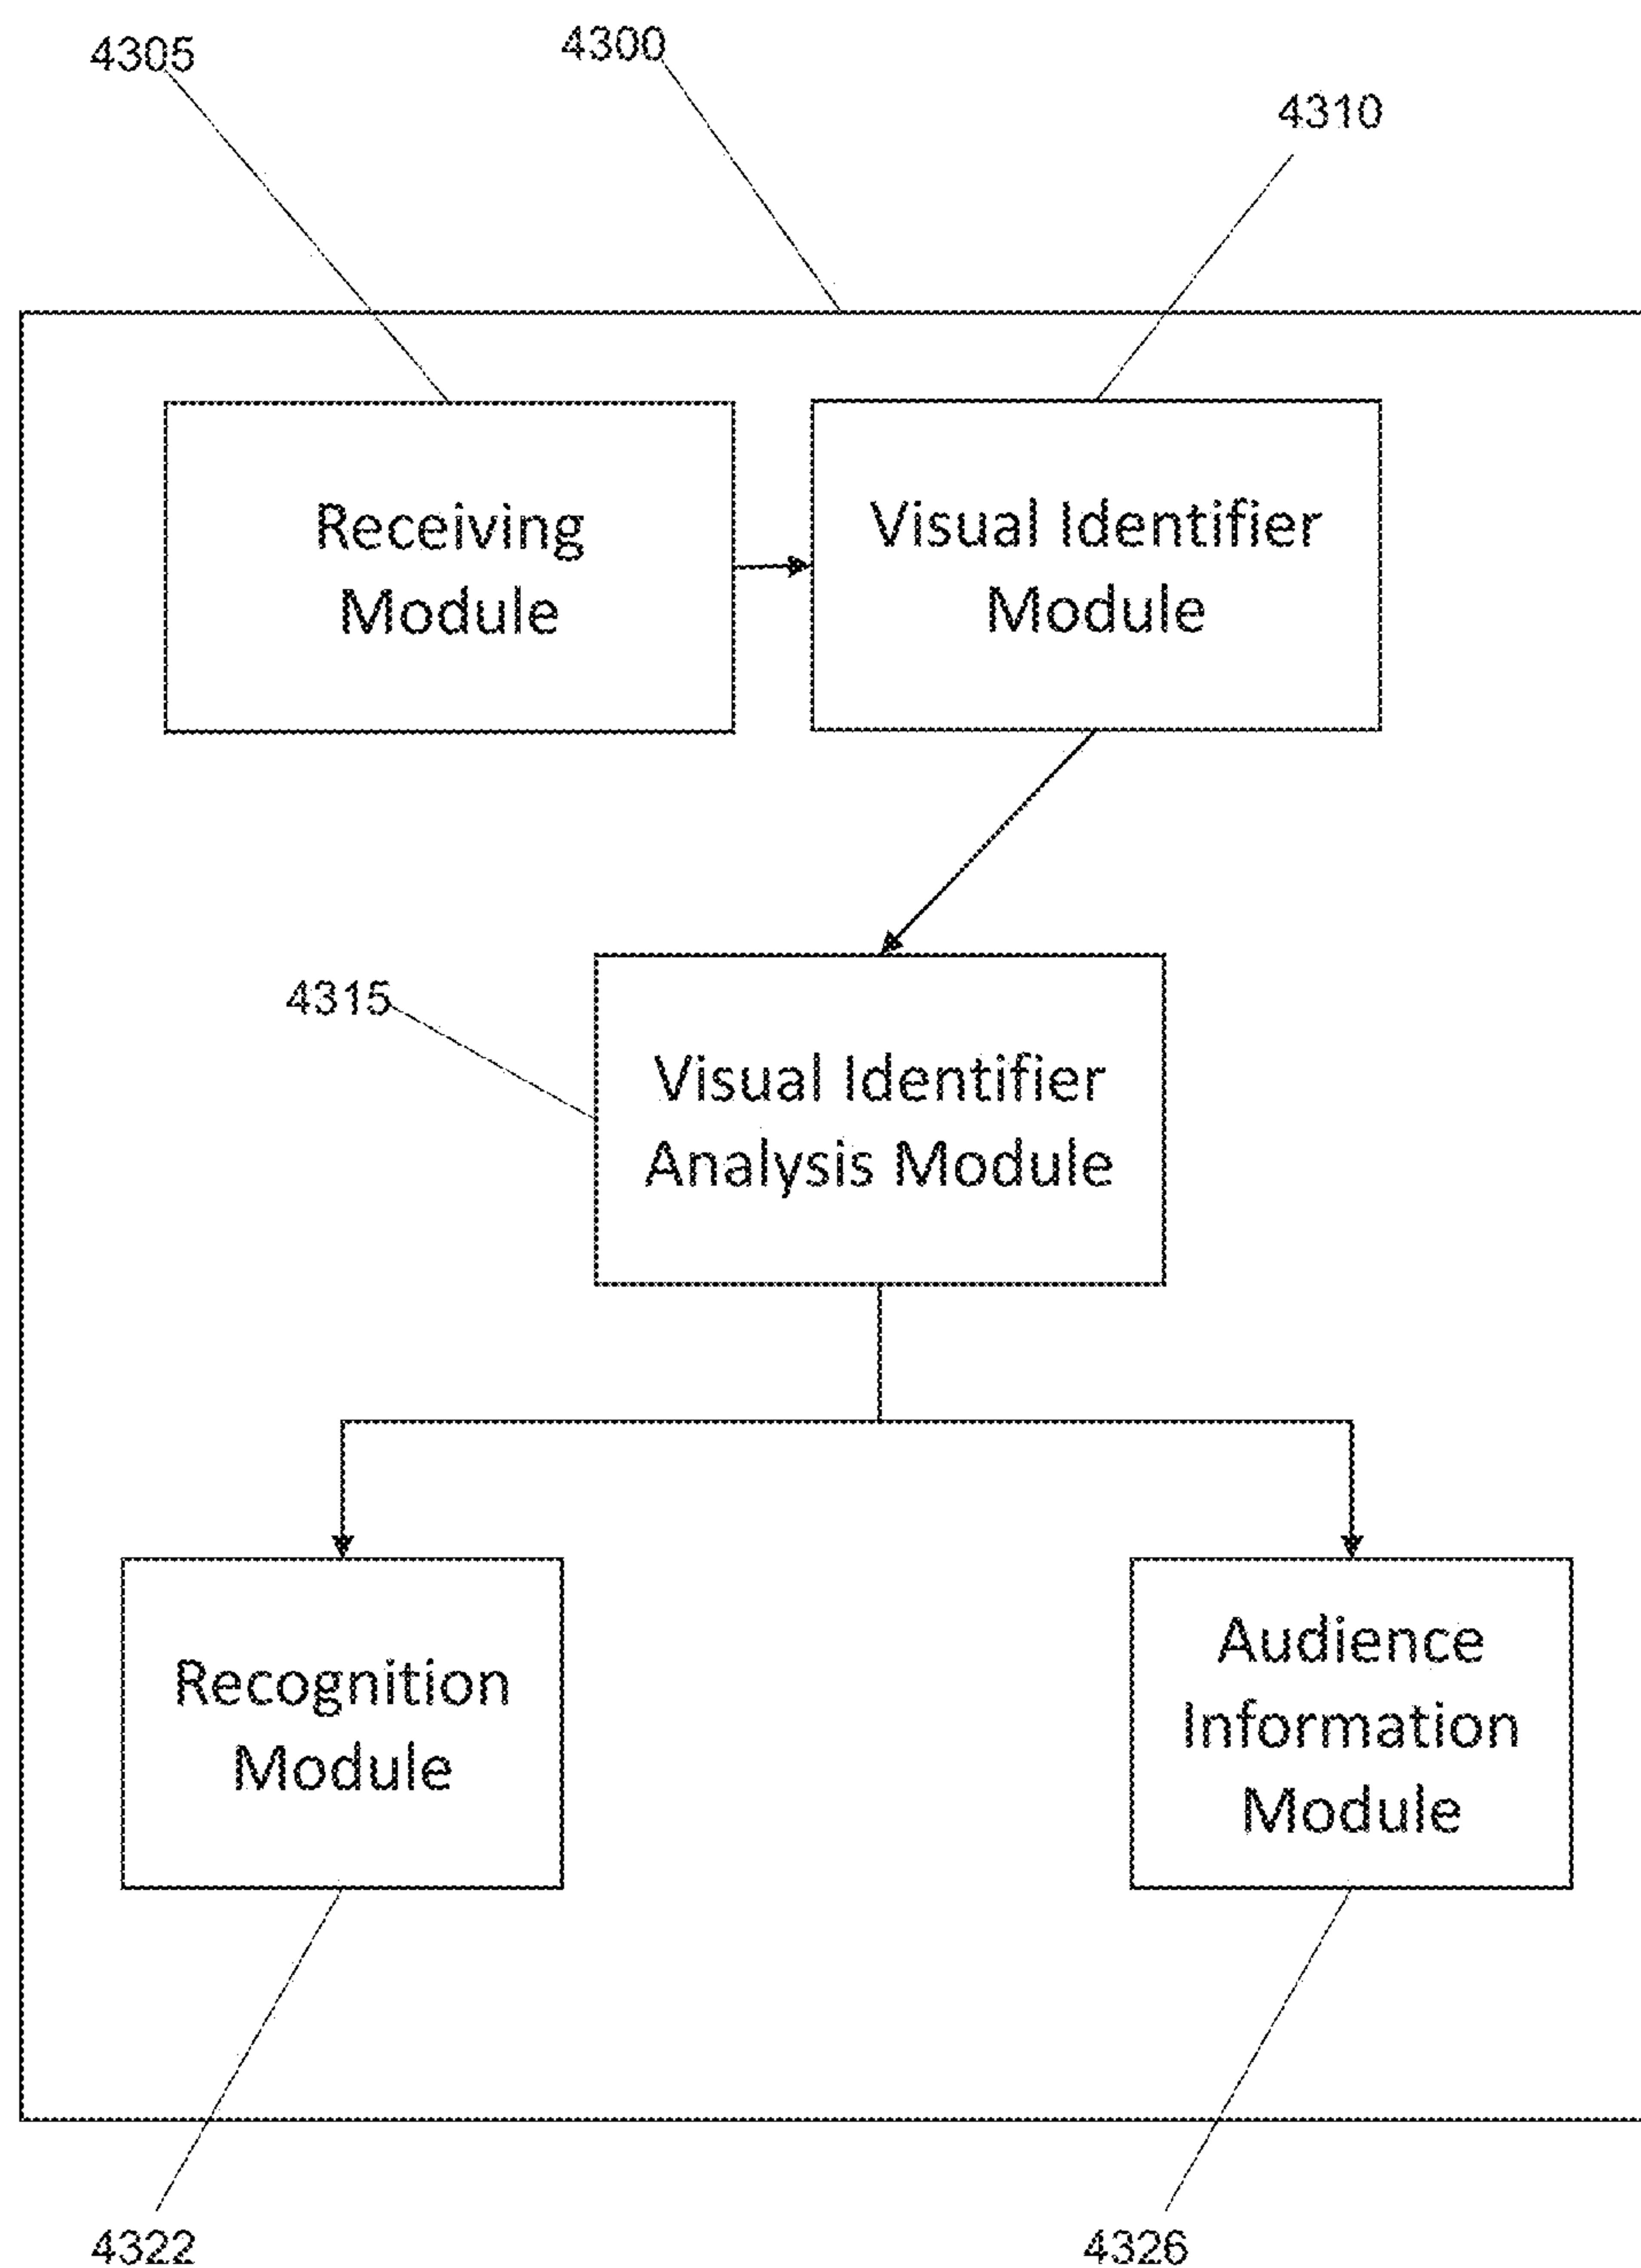 4305
4300
4310
Receiving
Module
Visual Identifier
Module
4315
Visual Identifier
Analysis Module
Recognition
Module
Audience
Information
Module
4322
4326